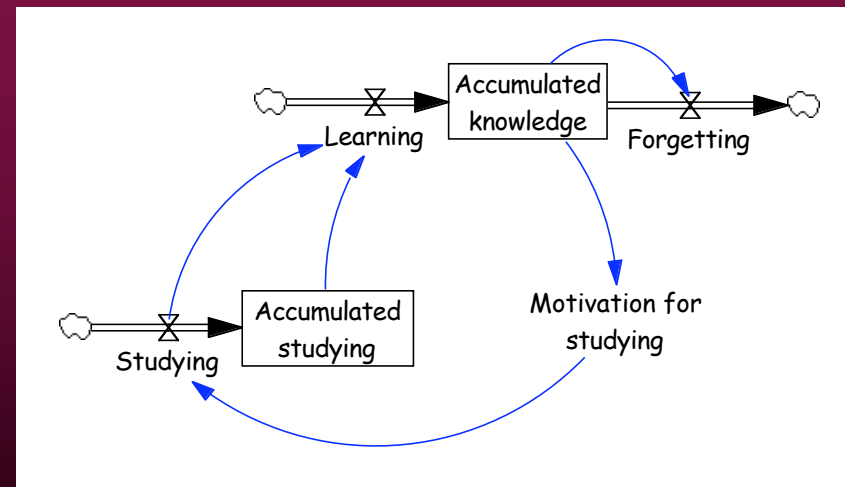 Accumulated
knowledge
Learning
Forgetting
Accumulated
studying
Motivation for
studying
Studying